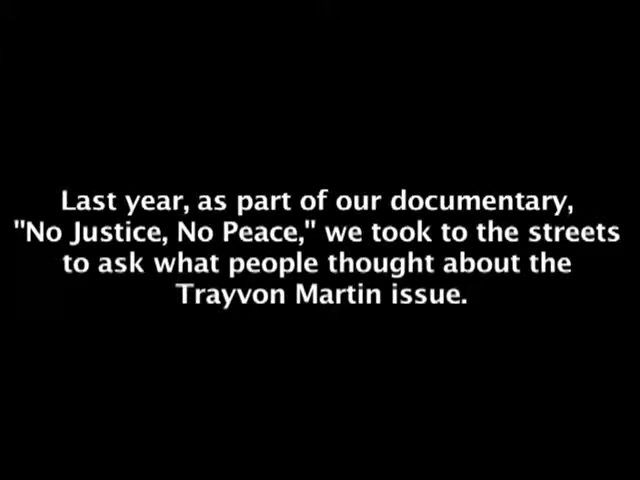 Last year, as part of our documentary,
"No Justice, No Peace," we took to the streets
to ask what people thought about the
Trayvon Martin issue.